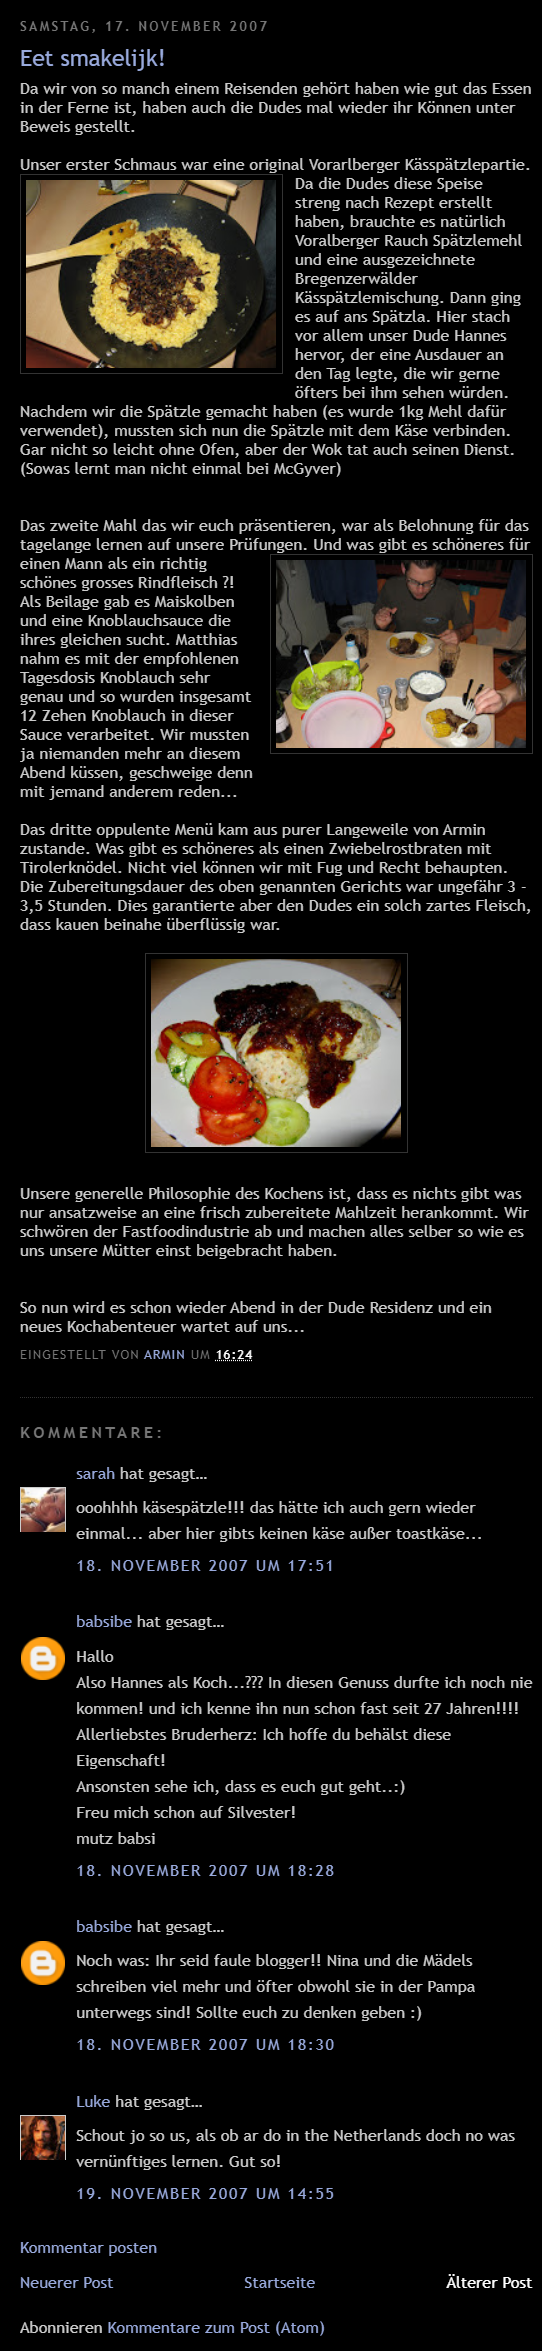 SAMSTAG, 17. NOVEMBER 2007
Eet smakelijk!
Da wir von so manch einem Reisenden gehört haben wie gut das Essen
in der Ferne ist, haben auch die Dudes mal wieder ihr Können unter
Beweis gestellt.
Unser erster Schmaus war eine original Vorarlberger Kässpätzlepartie.
Da die Dudes diese Speise
streng nach Rezept erstellt
haben, brauchte es natürlich
Voralberger Rauch Spätzlemehl
und eine ausgezeichnete
Bregenzerwälder
Kässpätzlemischung. Dann ging
es auf ans Spätzla. Hier stach
vor allem unser Dude Hannes
hervor, der eine Ausdauer an
den Tag legte, die wir gerne
öfters bei ihm sehen würden.
Nachdem wir die Spätzle gemacht haben (es wurde 1kg Mehl dafür
verwendet), mussten sich nun die Spätzle mit dem Käse verbinden.
Gar nicht so leicht ohne Ofen, aber der Wok tat auch seinen Dienst.
(Sowas lernt man nicht einmal bei McGyver)
Das zweite Mahl das wir euch präsentieren, war als Belohnung für das
tagelange lernen auf unsere Prüfungen. Und was gibt es schöneres für
einen Mann als ein richtig
schönes grosses Rindfleisch ?!
Als Beilage gab es Maiskolben
und eine Knoblauchsauce die
ihres gleichen sucht. Matthias
nahm es mit der empfohlenen
Tagesdosis Knoblauch sehr
genau und so wurden insgesamt
12 Zehen Knoblauch in dieser
Sauce verarbeitet. Wir mussten
ja niemanden mehr an diesem
Abend küssen, geschweige denn
mit jemand anderem reden...
Das dritte oppulente Menü kam aus purer Langeweile von Armin
zustande. Was gibt es schöneres als einen Zwiebelrostbraten mit
Tirolerknödel. Nicht viel können wir mit Fug und Recht behaupten.
Die Zubereitungsdauer des oben genannten Gerichts war ungefähr 3 -
3,5 Stunden. Dies garantierte aber den Dudes ein solch zartes Fleisch,
dass kauen beinahe überflüssig war.
Unsere generelle Philosophie des Kochens ist, dass es nichts gibt was
nur ansatzweise an eine frisch zubereitete Mahlzeit herankommt. Wir
schwören der Fastfoodindustrie ab und machen alles selber so wie es
uns unsere Mütter einst beigebracht haben.
So nun wird es schon wieder Abend in der Dude Residenz und ein
neues Kochabenteuer wartet auf uns...
EINGESTELLT VON ARMIN UM 16:24
KOMMENTARE:
sarah hat gesagt...
ooohhhh käsespätzle!!! das hätte ich auch gern wieder
einmal... aber hier gibts keinen käse außer toastkäse...
18. NOVEMBER 2007 UM 17:51
babsibe hat gesagt...
Hallo
Also Hannes als Koch...??? In diesen Genuss durfte ich noch nie
kommen! und ich kenne ihn nun schon fast seit 27 Jahren!!!!
Allerliebstes Bruderherz: Ich hoffe du behälst diese
Eigenschaft!
Ansonsten sehe ich, dass es euch gut geht..:)
Freu mich schon auf Silvester!
mutz babsi
18. NOVEMBER 2007 UM 18:28
babsibe hat gesagt...
Noch was: Ihr seid faule blogger!! Nina und die Mädels
schreiben viel mehr und öfter obwohl sie in der Pampa
unterwegs sind! Sollte euch zu denken geben :)
18. NOVEMBER 2007 UM 18:30
Luke hat gesagt...
Schout jo so us, als ob ar do in the Netherlands doch no was
vernünftiges lernen. Gut so!
19. NOVEMBER 2007 UM 14:55
Kommentar posten
Neuerer Post Startseite Älterer Post
Abonnieren Kommentare zum Post (Atom)